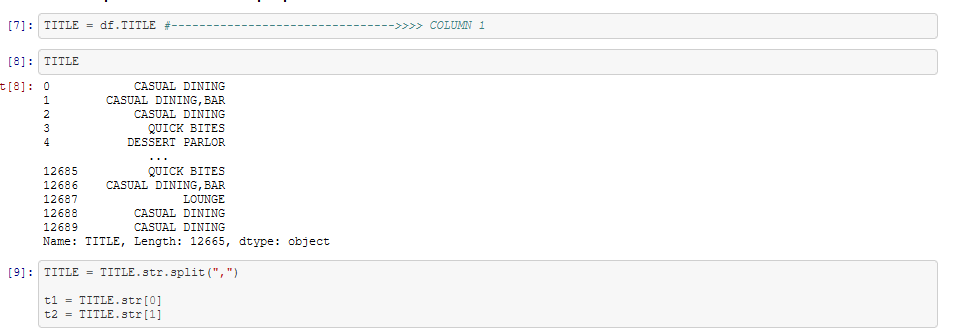 [7]: TITLE = df.TITLE #-------------------------------->>>> COLUMN 1
[8]: TITLE
t[8]: 0 CASUAL DINING
1 CASUAL DINING,BAR
2 CASUAL DINING
3 QUICK BITES
4 DESSERT PARLOR
...
12685 QUICK BITES
12686 CASUAL DINING,BAR
12687 LOUNGE
12688 CASUAL DINING
12689 CASUAL DINING
Name: TITLE, Length: 12665, dtype: object
[9]: TITLE = TITLE.str.split(",")
t1 = TITLE.str[0]
t2 = TITLE.str[1]